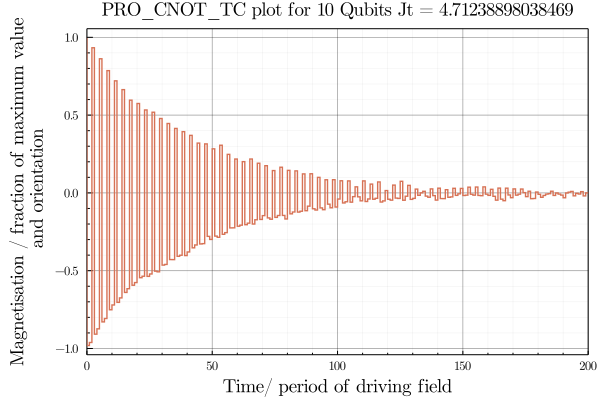 PRO_CNOT_TC plot for 10 Qubits Jt = 4.71238898038469
Magnetisation / fraction of maximum value
and orientation
1.0
0.5
0.0
−0.5
−1.0
0 50 100 150 200
Time/ period of driving field